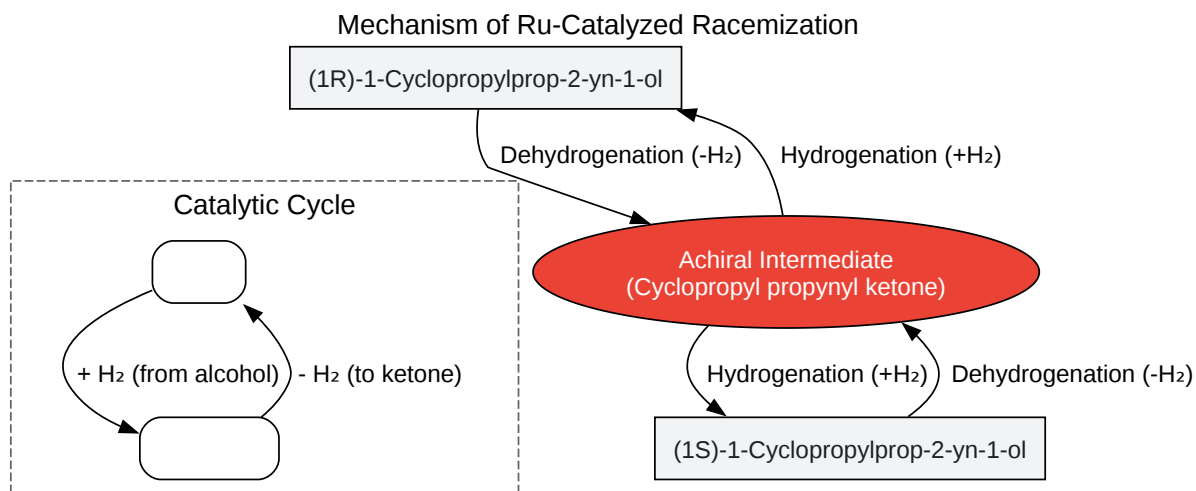 Mechanism of Ru-Catalyzed Racemization
(1R)-1-Cyclopropylprop-2-yn-1-ol
Dehydrogenation (-H₂)
Hydrogenation (+H₂)
Catalytic Cycle
Achiral Intermediate
(Cyclopropyl propynyl ketone)
+ H₂ (from alcohol)
- H₂ (to ketone)
Hydrogenation (+H₂)
Dehydrogenation (-H₂)
(1S)-1-Cyclopropylprop-2-yn-1-ol